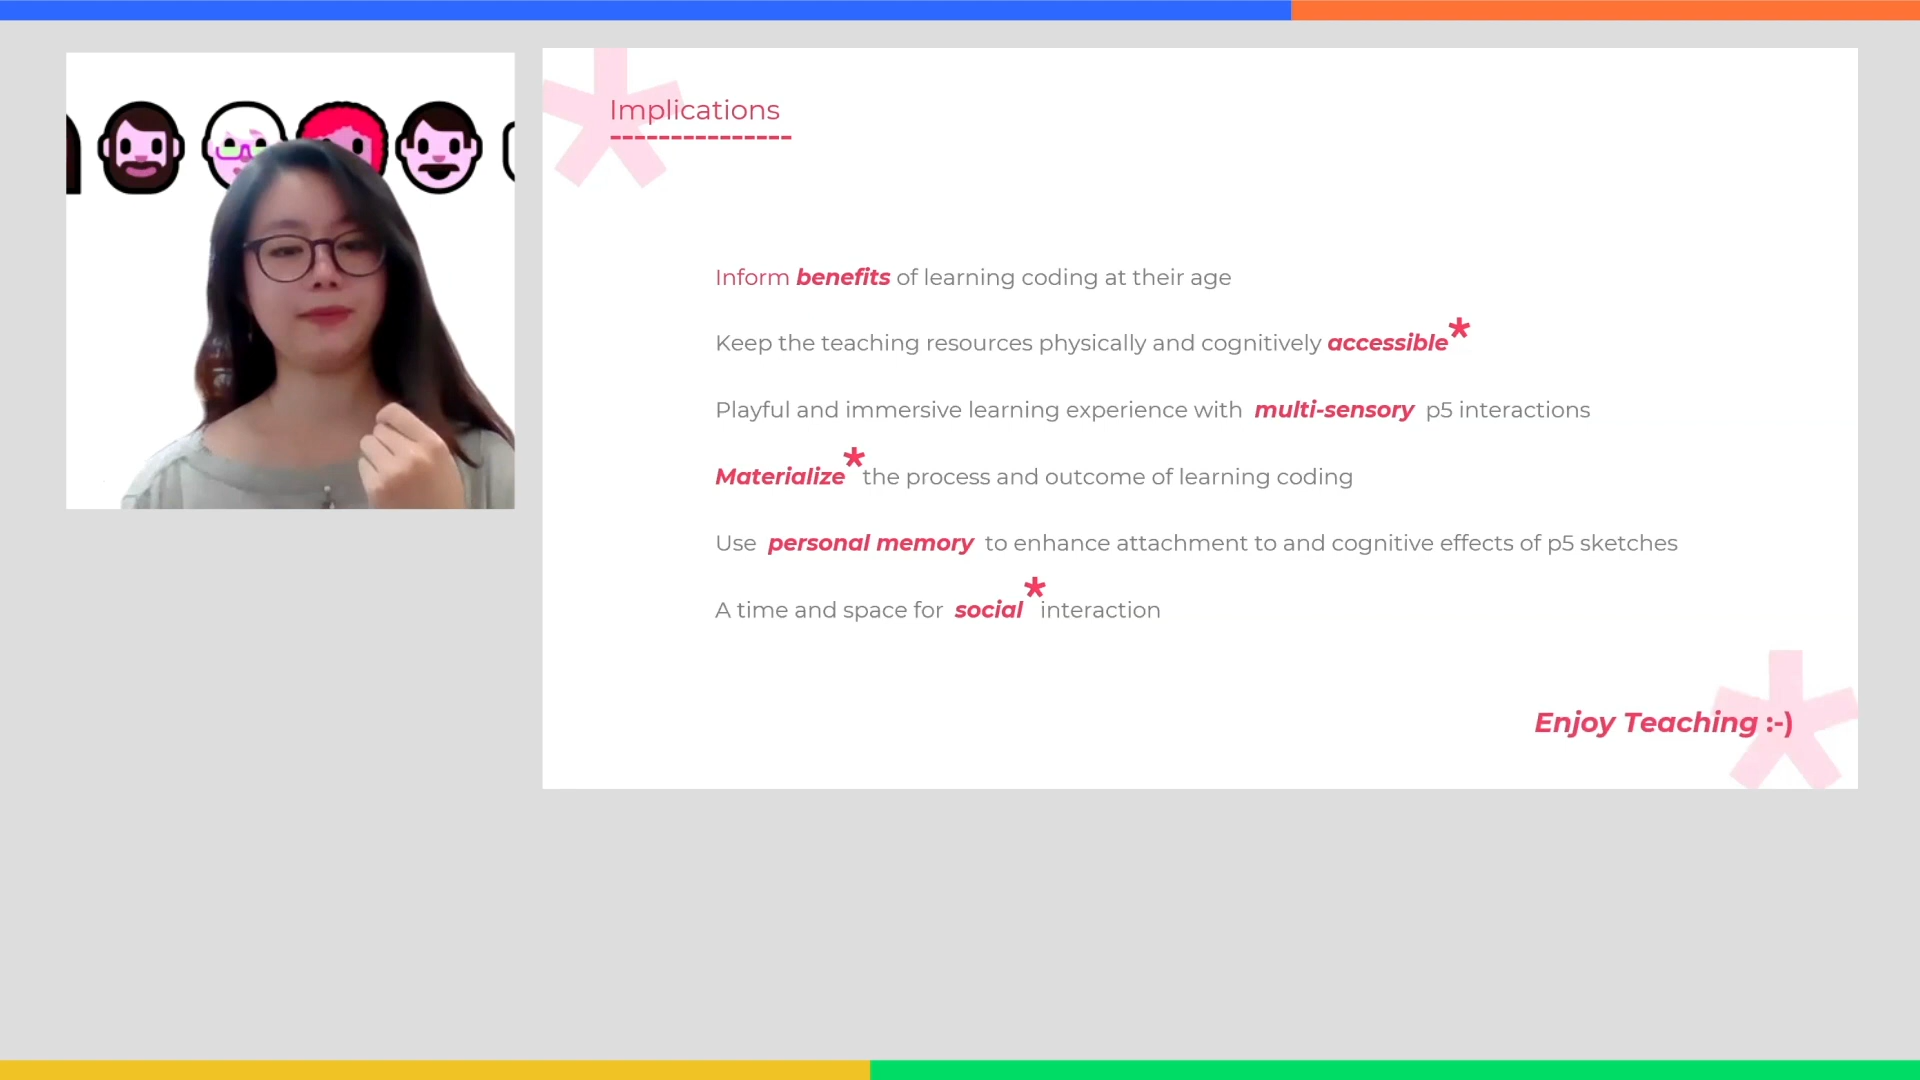 Implications
Inform benefits of learning coding at their age
Keep the teaching resources physically and cognitively accessible*
Playful and immersive learning experience with multi-sensory p5 interactions
Materialize* the process and outcome of learning coding
Use personal memory to enhance attachment to and cognitive effects of p5 sketches
A time and space for social* interaction
Enjoy Teaching :-)